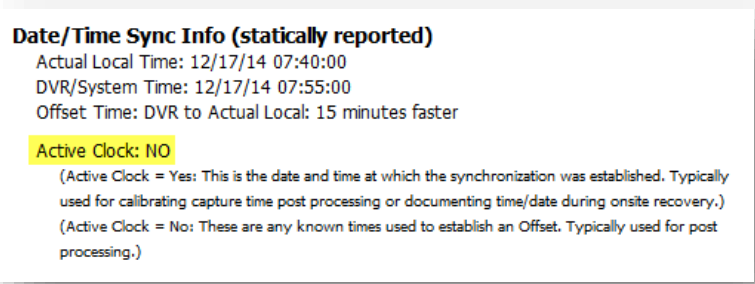 Date/Time Sync Info (statically reported)
Actual Local Time: 12/17/14 07:40:00
DVR/System Time: 12/17/14 07:55:00
Offset Time: DVR to Actual Local: 15 minutes faster
Active Clock: NO
(Active Clock = Yes: This is the date and time at which the synchronization was established. Typically
used for calibrating capture time post processing or documenting time/date during onsite recovery.)
(Active Clock = No: These are any known times used to establish an Offset. Typically used for post
processing.)